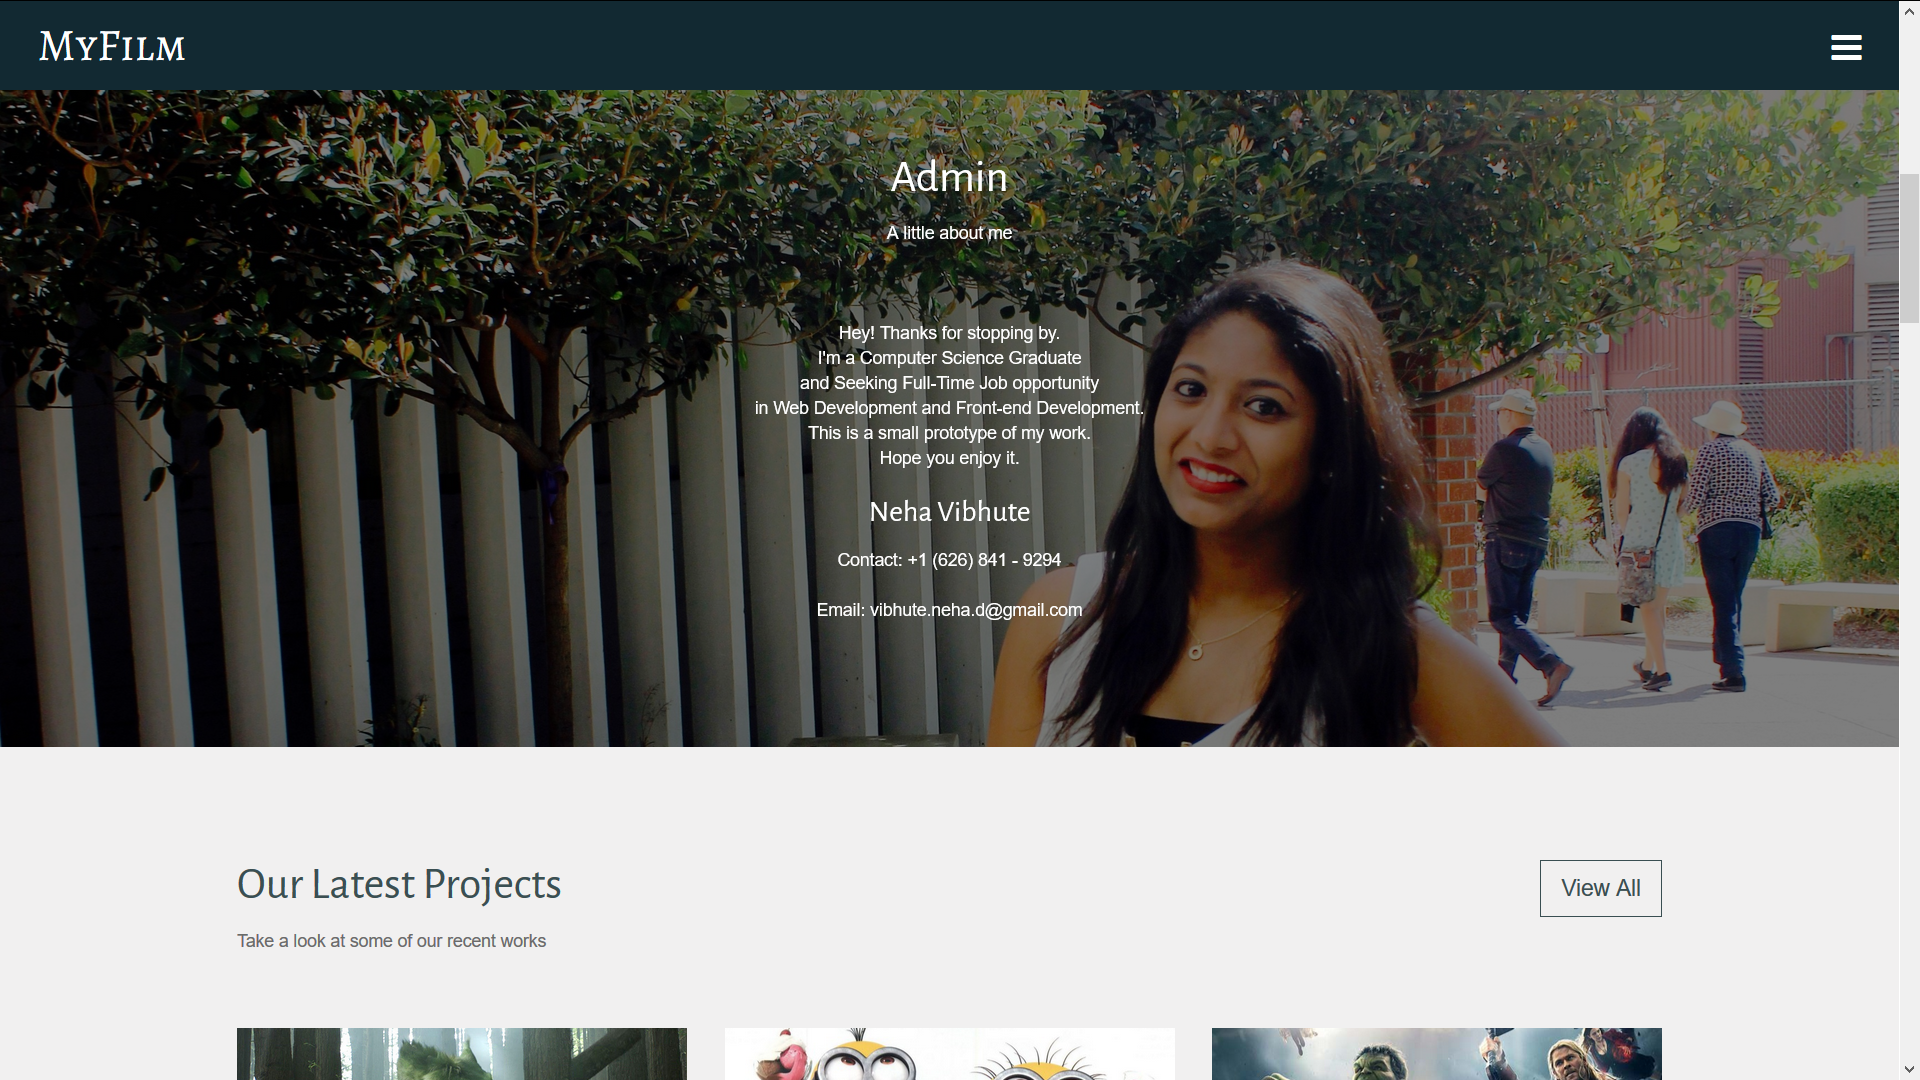 MyFilm
Admin
A little about me
Hey! Thanks for stopping by.
I'm a Computer Science Graduate
and Seeking Full-Time Job opportunity
in Web Development and Front-end Development.
This is a small prototype of my work.
Hope you enjoy it.
Neha Vibhute
Contact: +1 (626) 841 - 9294
Email: vibhute.neha.d@gmail.com
Our Latest Projects
View All
Take a look at some of our recent works